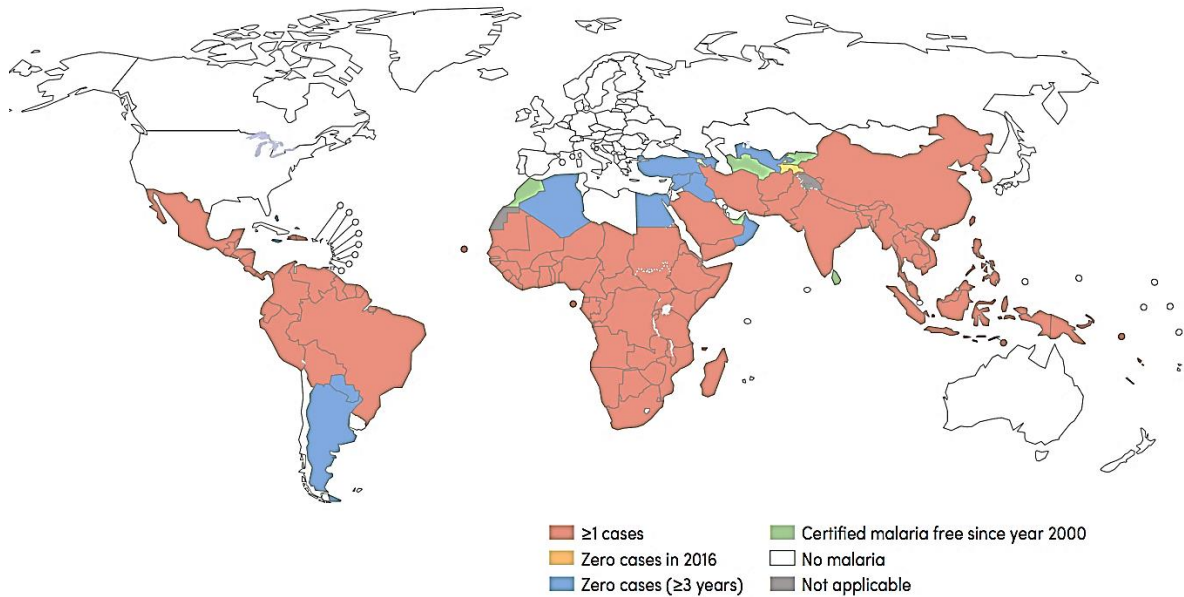 ≥1 cases
Zero cases in 2016
Zero cases (≥3 years)
Certified malaria free since year 2000
No malaria
Not applicable